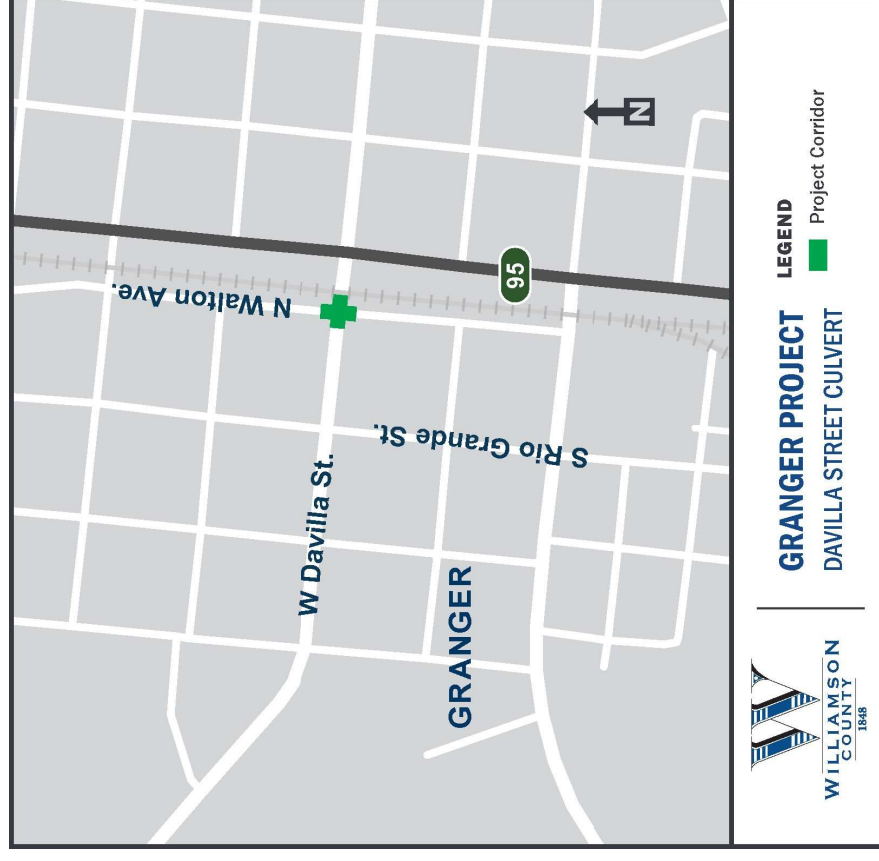 N Walton Ave.
W Davilla St.
S Rio Grande St.
95
GRANGER
N
WILLIAMSON
COUNTY
1848
GRANGER PROJECT
DAVILLA STREET CULVERT
LEGEND
Project Corridor